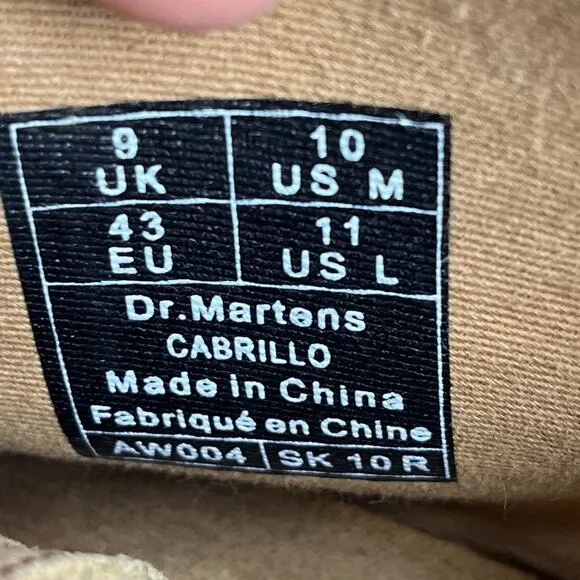 9
UK
10
US M
43
EU
11
US L
Dr.Martens
CABRILLO
Made in China
Fabriqué en Chine
AW004 SK 10 R